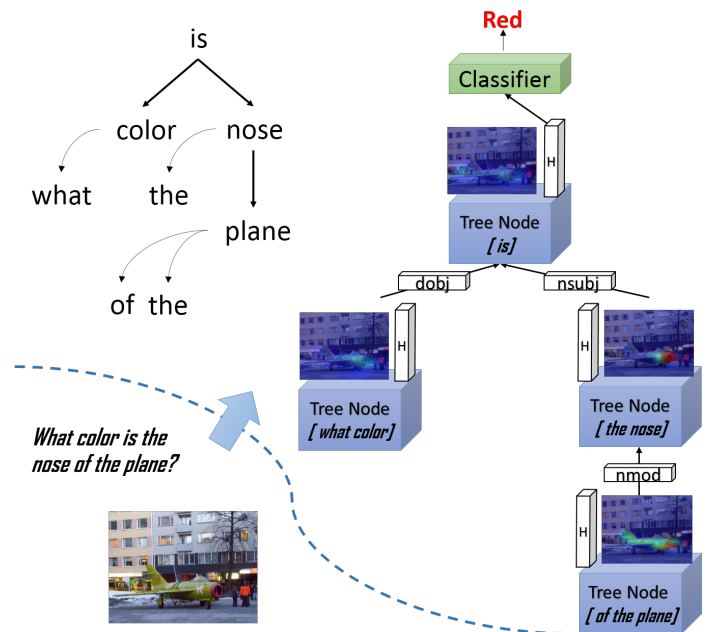 is
color nose
what the
plane
of the
What color is the
nose of the plane?
Red
Classifier
H
Tree Node
[ is]
dobj nsubj
H
Tree Node
[ what color]
H
Tree Node
[ the nose]
nmod
H
Tree Node
[ of the plane]